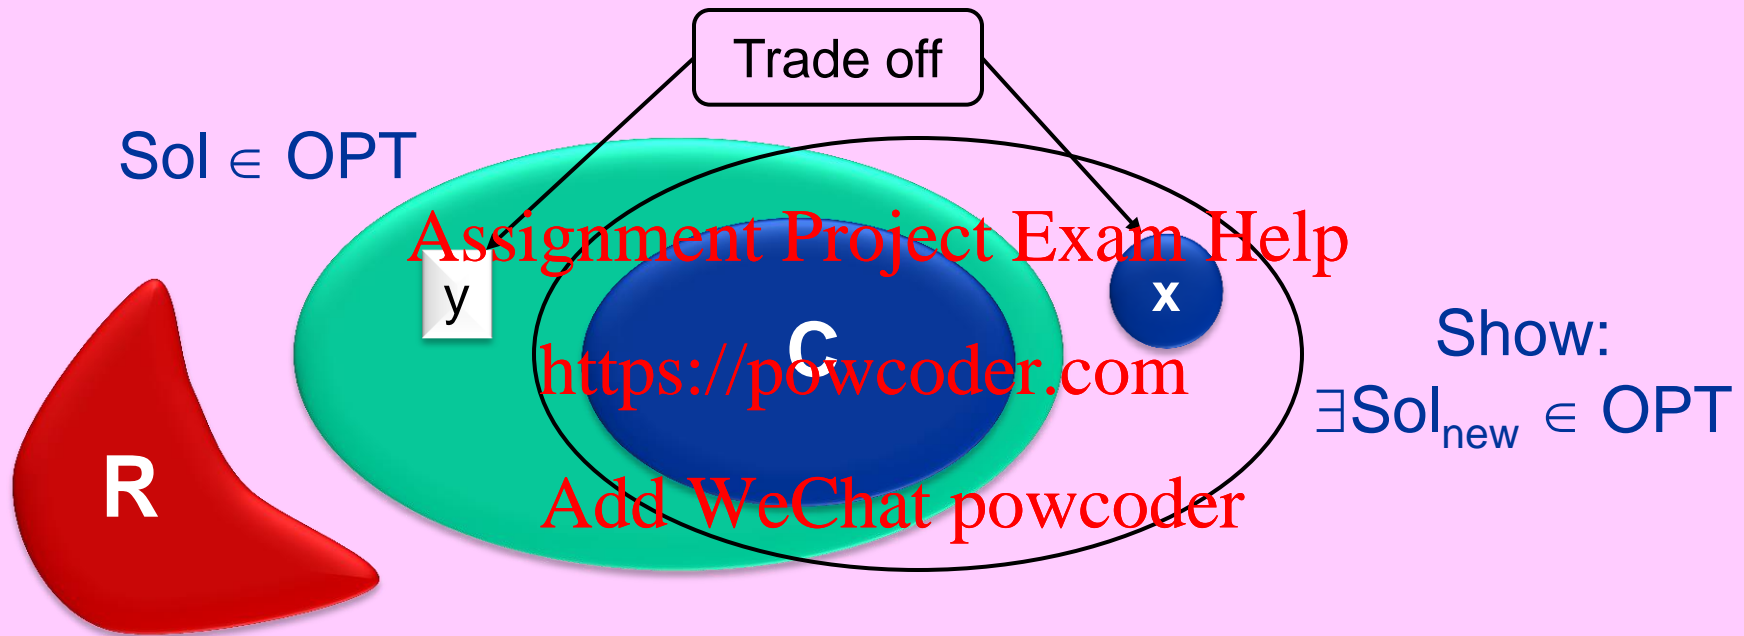 Trade off
Sol ∈ OPT
Assignment Project Exam Help
y
x
C
Show:
https://powcoder.com
∃Solnew ∈ OPT
R
Add WeChat powcoder